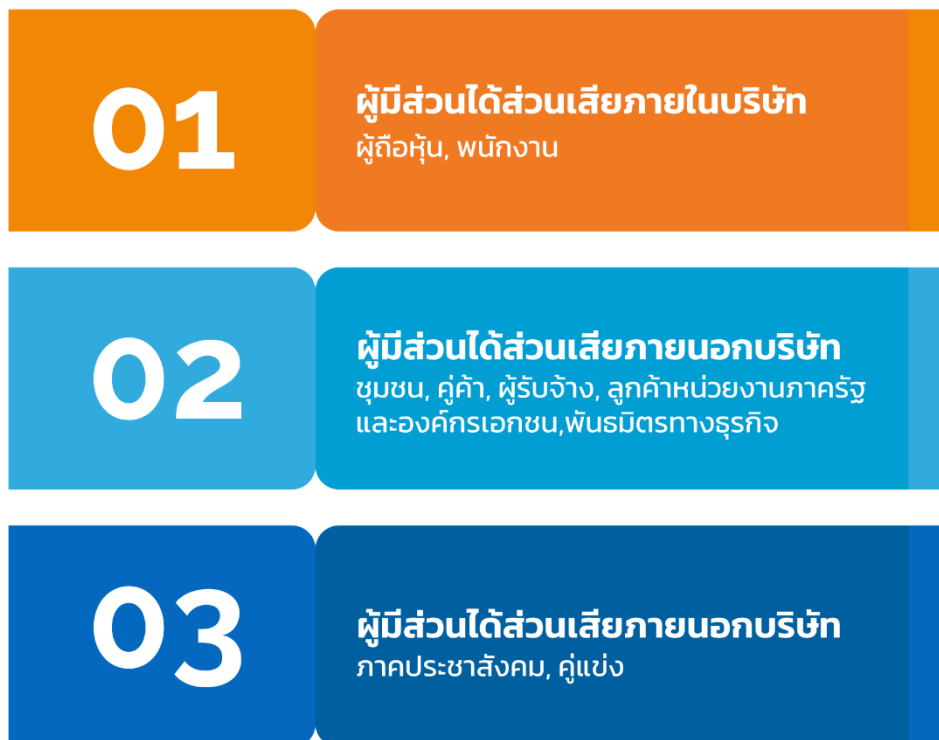 01
ผู้มีส่วนได้ส่วนเสียภายในบริษัท
ผู้ถือหุ้น, พนักงาน
02
ผู้มีส่วนได้ส่วนเสียภายนอกบริษัท
ชุมชน, คู่ค้า, ผู้รับจ้าง, ลูกค้าหน่วยงานภาครัฐ
และองค์กรเอกชน,พันธมิตรทางธุรกิจ
03
ผู้มีส่วนได้ส่วนเสียภายนอกบริษัท
ภาคประชาสังคม, คู่แข่ง